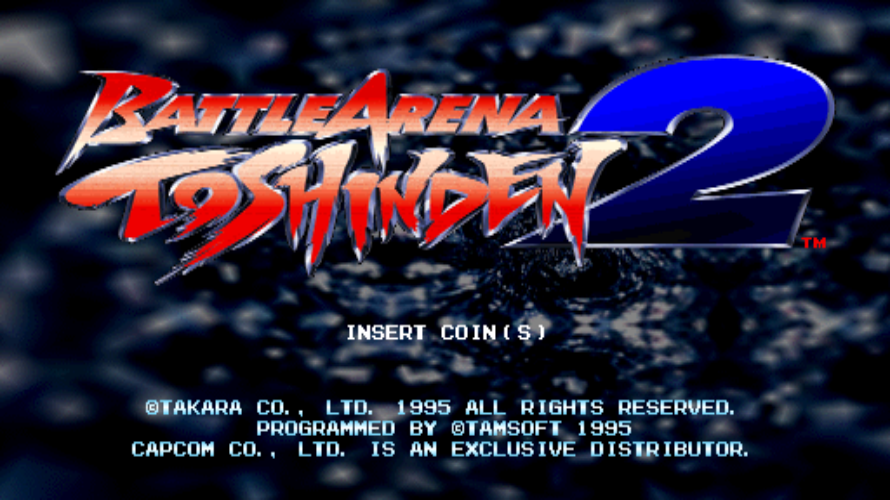 BATTLE ARENA
TOSHINDEN 2 ™
INSERT COIN(S)
©TAKARA CO., LTD. 1995 ALL RIGHTS RESERVED.
PROGRAMMED BY ©TAMSOFT 1995
CAPCOM CO., LTD. IS AN EXCLUSIVE DISTRIBUTOR.